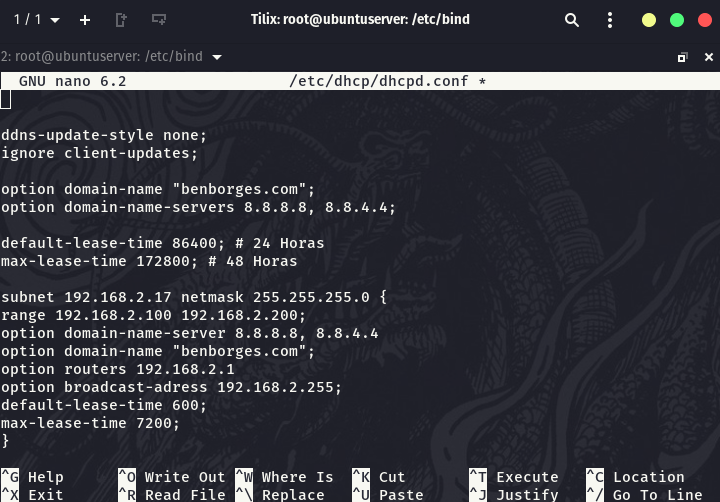 1 / 1
Tilix: root@ubuntuserver: /etc/bind
2: root@ubuntuserver: /etc/bind
GNU nano 6.2 /etc/dhcp/dhcpd.conf *
ddns-update-style none;
ignore client-updates;
option domain-name "benborges.com";
option domain-name-servers 8.8.8.8, 8.8.4.4;
default-lease-time 86400; # 24 Horas
max-lease-time 172800; # 48 Horas
subnet 192.168.2.17 netmask 255.255.255.0 {
range 192.168.2.100 192.168.2.200;
option domain-name-server 8.8.8.8, 8.8.4.4
option domain-name "benborges.com";
option routers 192.168.2.1
option broadcast-adress 192.168.2.255;
default-lease-time 600;
max-lease-time 7200;
}
^G Help ^O Write Out ^W Where Is ^K Cut ^T Execute ^C Location
^X Exit ^R Read File ^\ Replace ^U Paste ^J Justify ^/ Go To Line